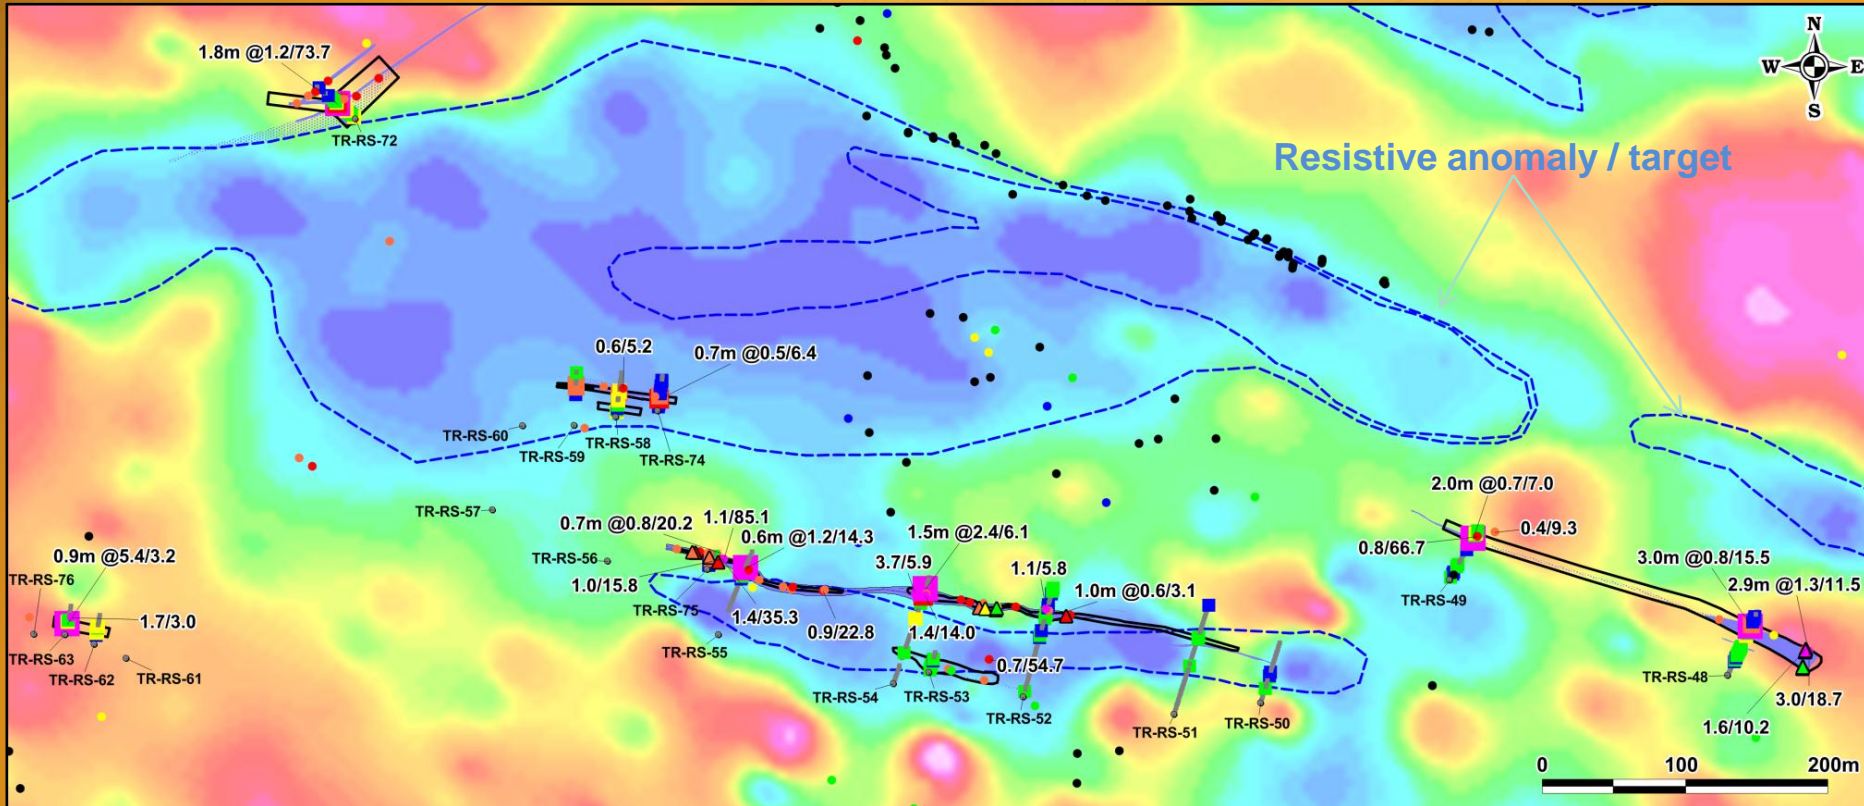 N
W E
S
1.8m @1.2/73.7
TR-RS-72
Resistive anomaly / target
0.6/5.2
0.7m @0.5/6.4
TR-RS-60
TR-RS-59
TR-RS-58
TR-RS-74
TR-RS-57
TR-RS-56
0.7m @0.8/20.2
1.1/85.1
0.6m @1.2/14.3
1.0/15.8
TR-RS-75
1.4/35.3
TR-RS-55
0.9/22.8
1.5m @2.4/6.1
3.7/5.9
1.1/5.8
1.0m @0.6/3.1
1.4/14.0
0.7/54.7
TR-RS-54
TR-RS-53
TR-RS-52
TR-RS-51
TR-RS-50
2.0m @0.7/7.0
0.4/9.3
0.8/66.7
TR-RS-49
3.0m @0.8/15.5
2.9m @1.3/11.5
TR-RS-48
3.0/18.7
1.6/10.2
0.9m @5.4/3.2
TR-RS-76
1.7/3.0
TR-RS-63
TR-RS-62
TR-RS-61
0 100 200m